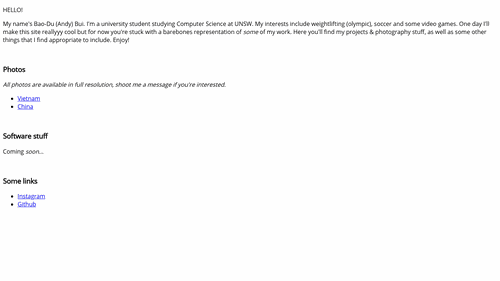 HELLO!
My name's Bao-Du (Andy) Bui. I'm a university student studying Computer Science at UNSW. My interests include weightlifting (olympic), soccer and some video games. One day I'll
make this site reallyyy cool but for now you're stuck with a barebones representation of some of my work. Here you'll find my projects & photography stuff, as well as some other
things that I find appropriate to include. Enjoy!
Photos
All photos are available in full resolution, shoot me a message if you're interested.
Vietnam
China
Software stuff
Coming soon...
Some links
Instagram
Github